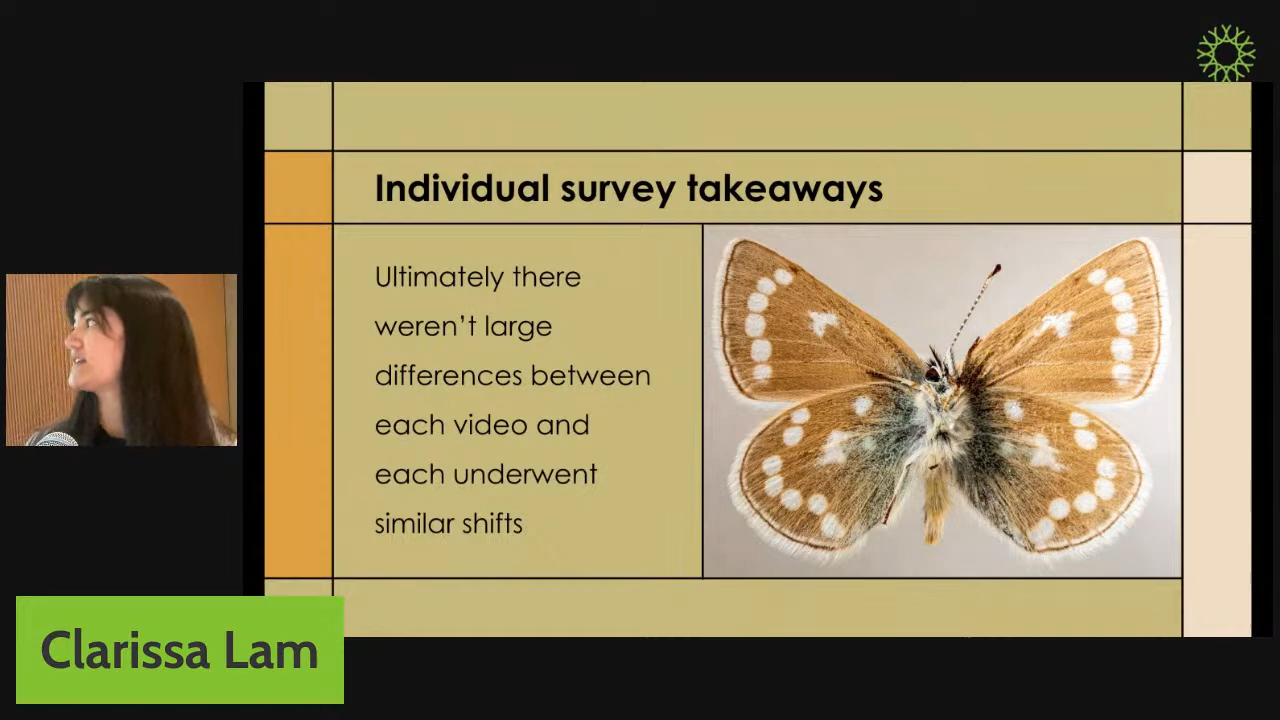 Individual survey takeaways
Ultimately there
weren't large
differences between
each video and
each underwent
similar shifts
Clarissa Lam